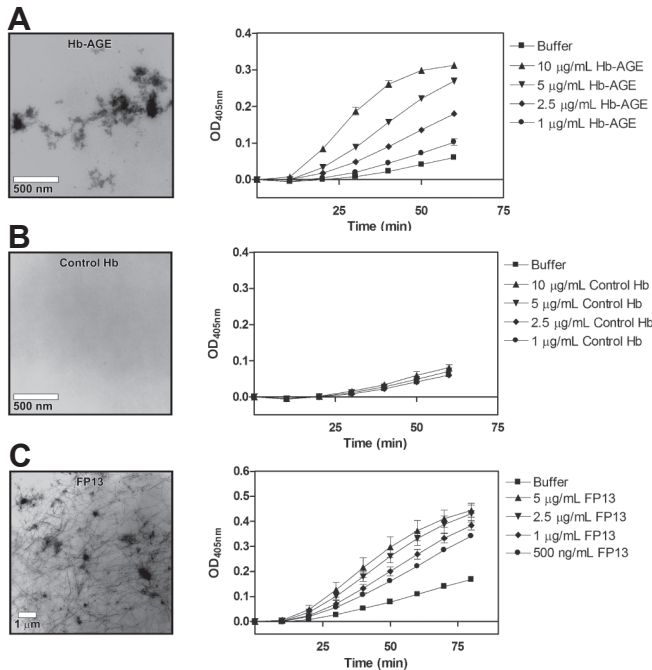 A
Hb-AGE
500 nm
OD405nm
0.4
0.3
0.2
0.1
0.0
25
50
75
Time (min)
Buffer
10 μg/mL Hb-AGE
5 μg/mL Hb-AGE
2.5 μg/mL Hb-AGE
1 μg/mL Hb-AGE
B
Control Hb
500 nm
OD405nm
0.4
0.3
0.2
0.1
0.0
25
50
75
Time (min)
Buffer
10 μg/mL Control Hb
5 μg/mL Control Hb
2.5 μg/mL Control Hb
1 μg/mL Control Hb
C
FP13
1 μm
OD405nm
0.6
0.5
0.4
0.3
0.2
0.1
0.0
25
50
75
Time (min)
Buffer
5 μg/mL FP13
2.5 μg/mL FP13
1 μg/mL FP13
500 ng/mL FP13